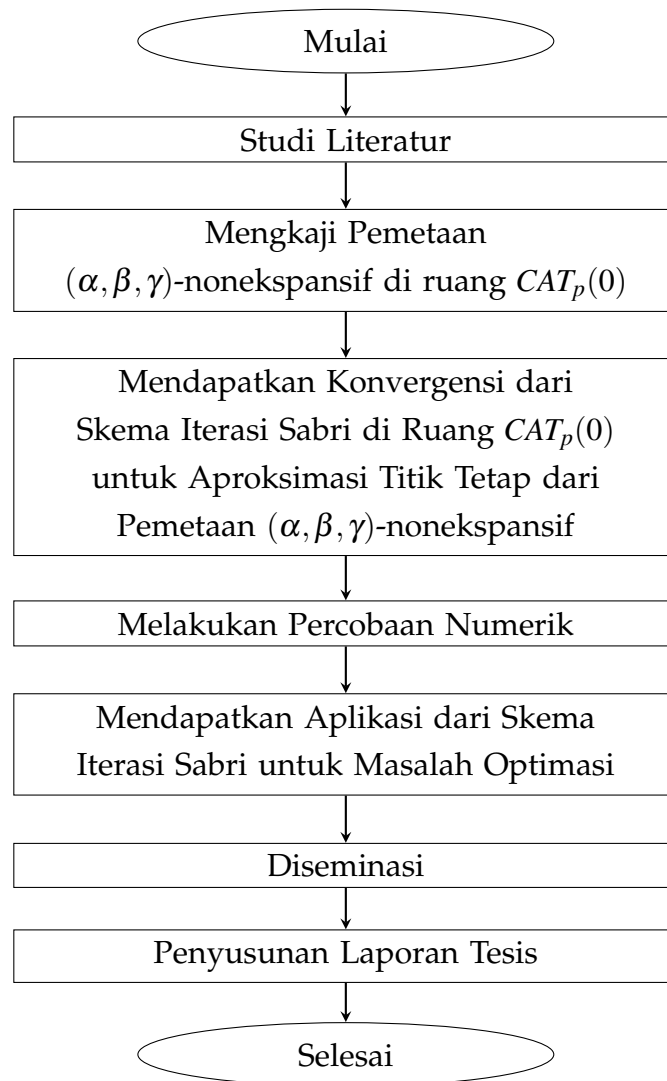 Mulai
Studi Literatur
Mengkaji Pemetaan
(α, β, γ)-nonekspansif di ruang CATₚ(0)
Mendapatkan Konvergensi dari
Skema Iterasi Sabri di Ruang CATₚ(0)
untuk Aproksimasi Titik Tetap dari
Pemetaan (α, β, γ)-nonekspansif
Melakukan Percobaan Numerik
Mendapatkan Aplikasi dari Skema
Iterasi Sabri untuk Masalah Optimasi
Diseminasi
Penyusunan Laporan Tesis
Selesai